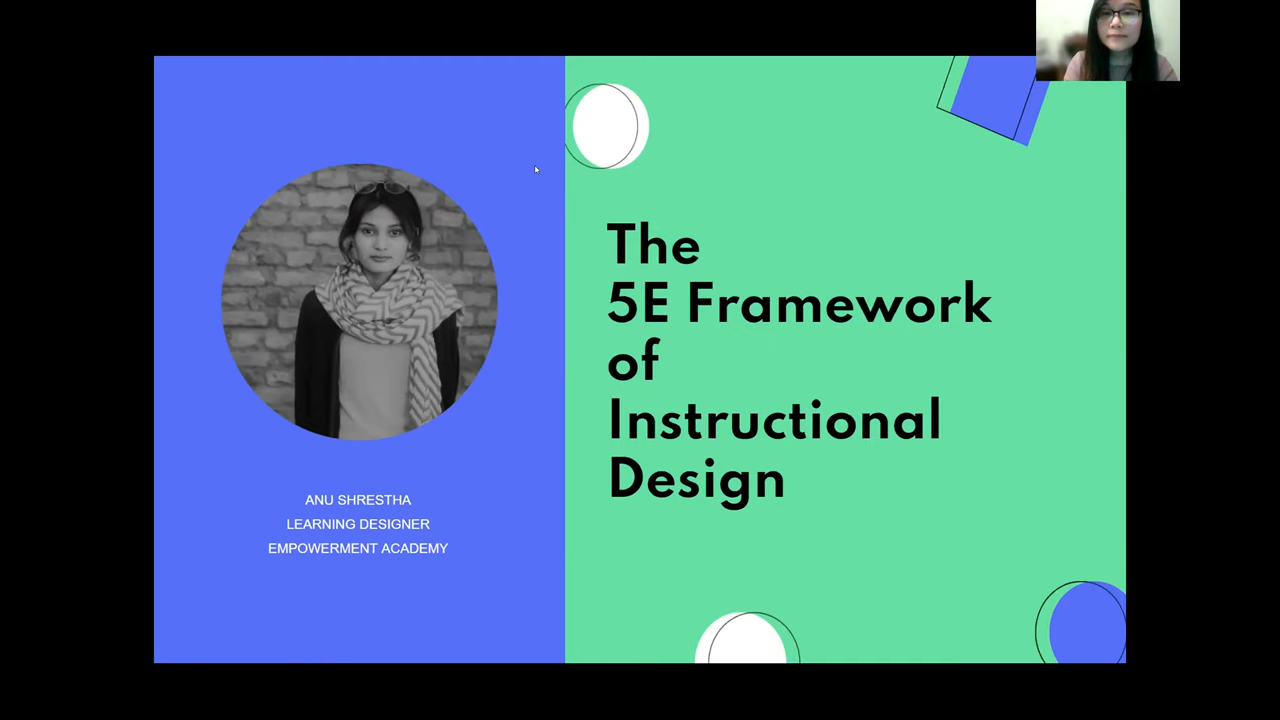 ANU SHRESTHA
LEARNING DESIGNER
EMPOWERMENT ACADEMY
The
5E Framework
of
Instructional
Design